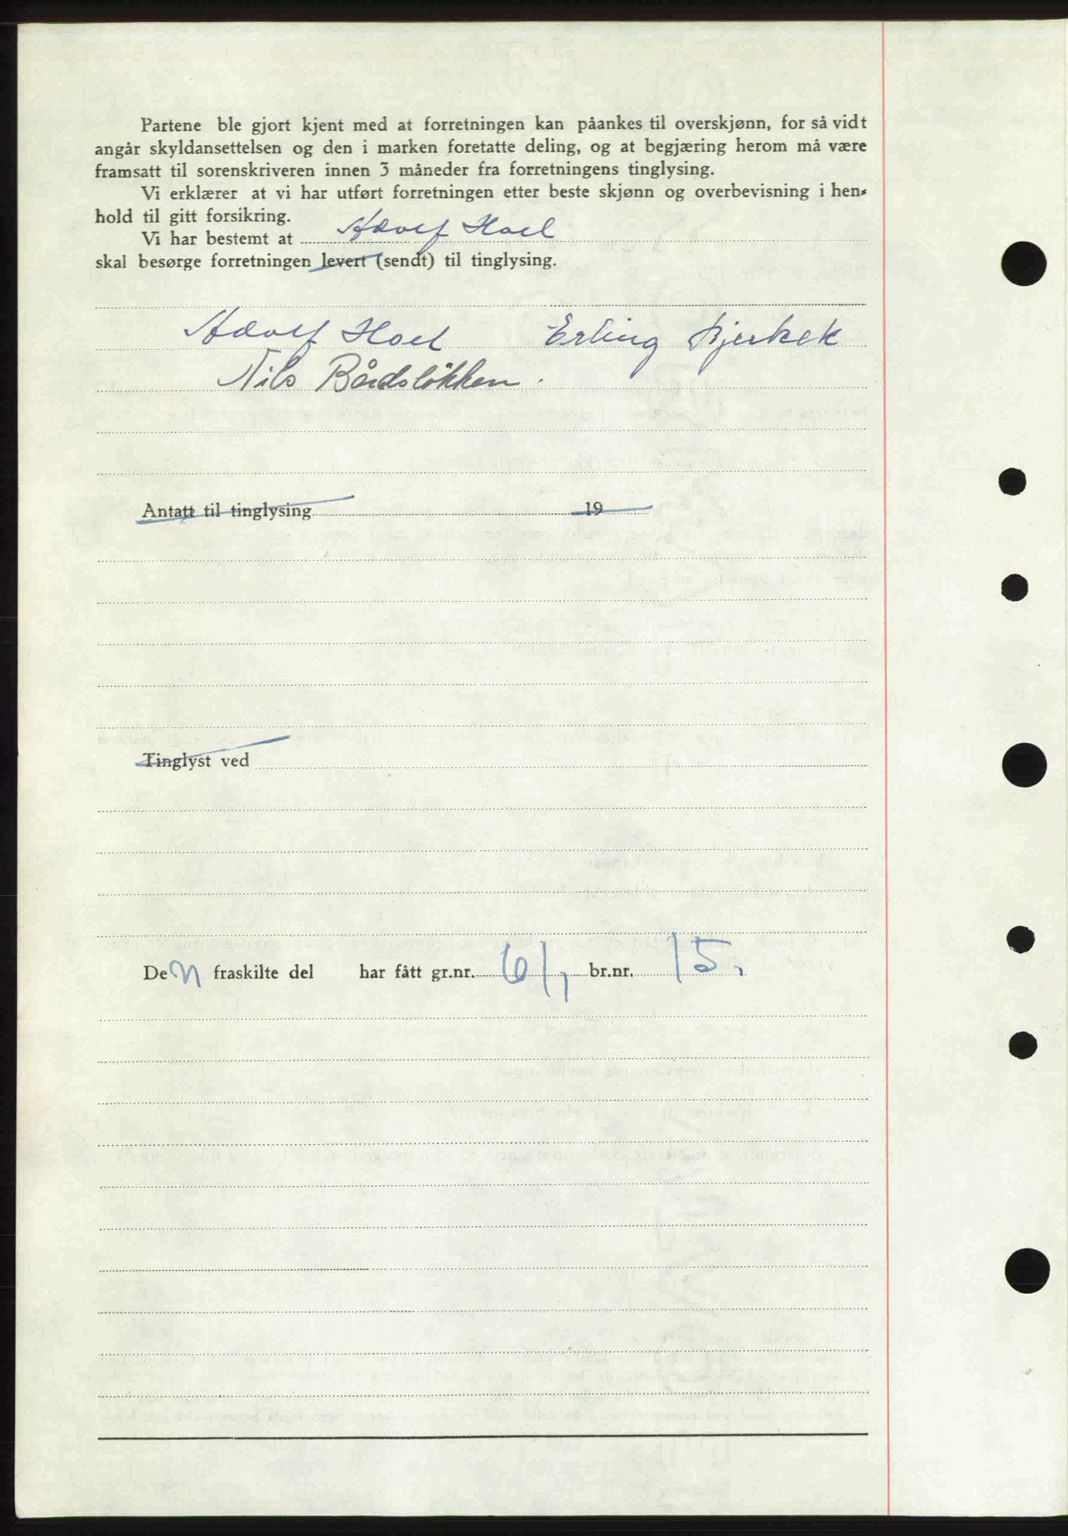 Partene ble gjort kjent med at forretningen kan påankes til overskjønn, for så vidt
angår skyldansettelsen og den i marken foretatte deling, og at begjæring herom må være
framsatt til sorenskriveren innen 3 måneder fra forretningens tinglysing.
Vi erklærer at vi har utført forretningen etter beste skjønn og overbevisning i hen-
hold til gitt forsikring.
Vi har bestemt at Adolf Hoel
skal besørge forretningen levert (sendt) til tinglysing.
Adolf Hoel Erling Bjerkek
Nils Bårdsløkken.
Antatt til tinglysing 19
Tinglyst ved
Den fraskilte del har fått gr.nr. 61, br.nr. 15.